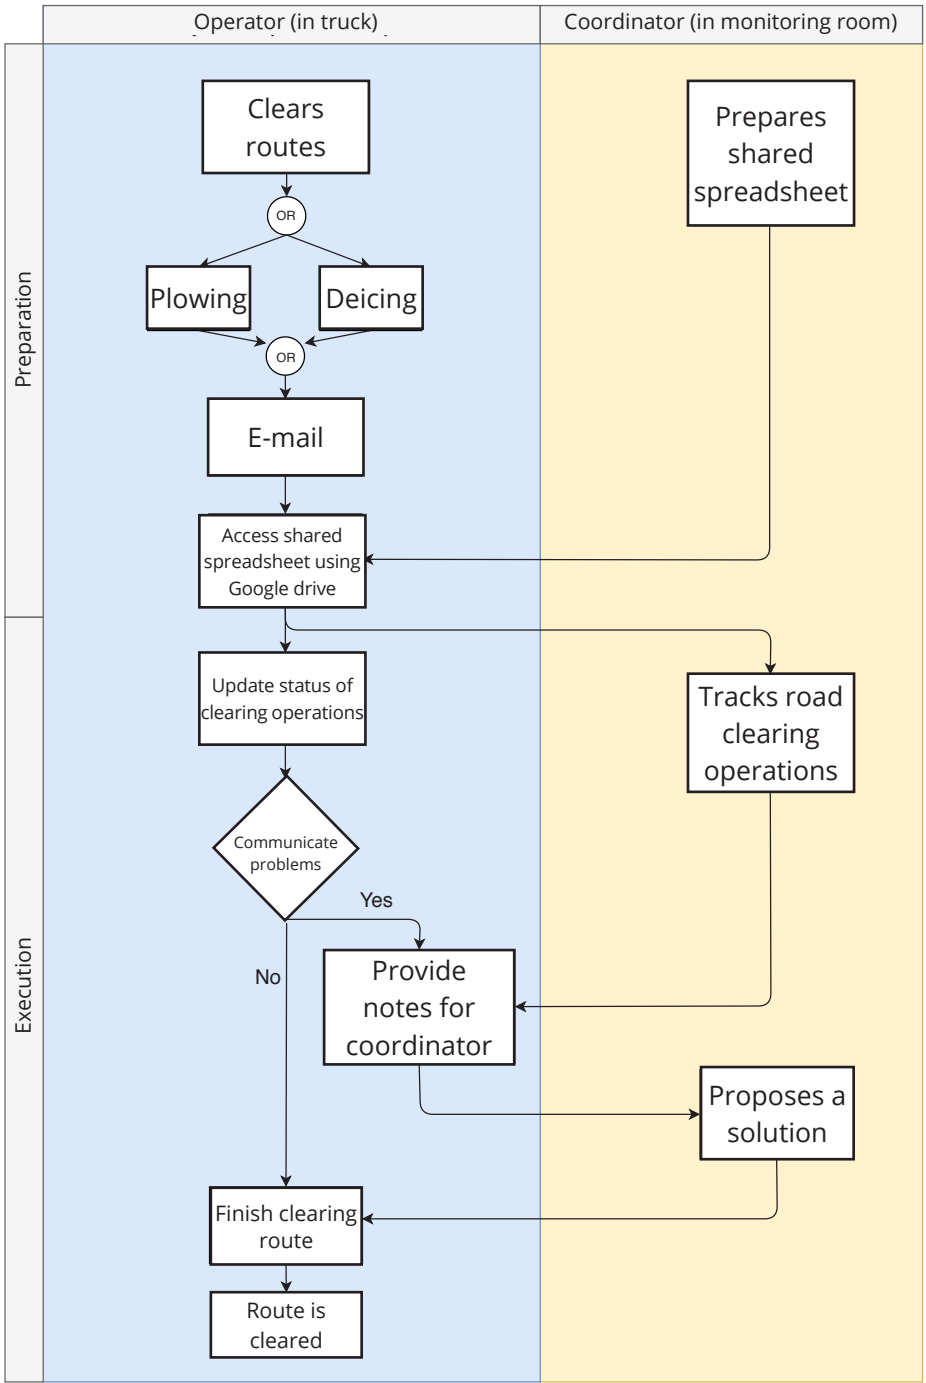 Operator (in truck)
Coordinator (in monitoring room)
Preparation
Clears
routes
Prepares
shared
spreadsheet
OR
Plowing
Deicing
OR
E-mail
Access shared
spreadsheet using
Google drive
Execution
Update status of
clearing operations
Tracks road
clearing
operations
Communicate
problems
Yes
No
Provide
notes for
coordinator
Proposes a
solution
Finish clearing
route
Route is
cleared